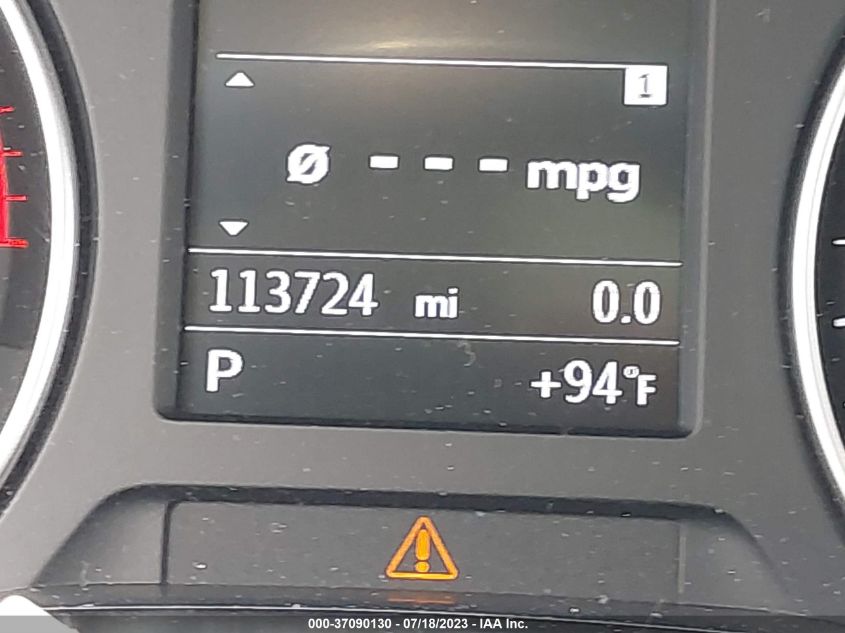 1
Ø --- mpg
113724 mi 0.0
P +94°F
000-37090130 - 07/18/2023 - IAA Inc.